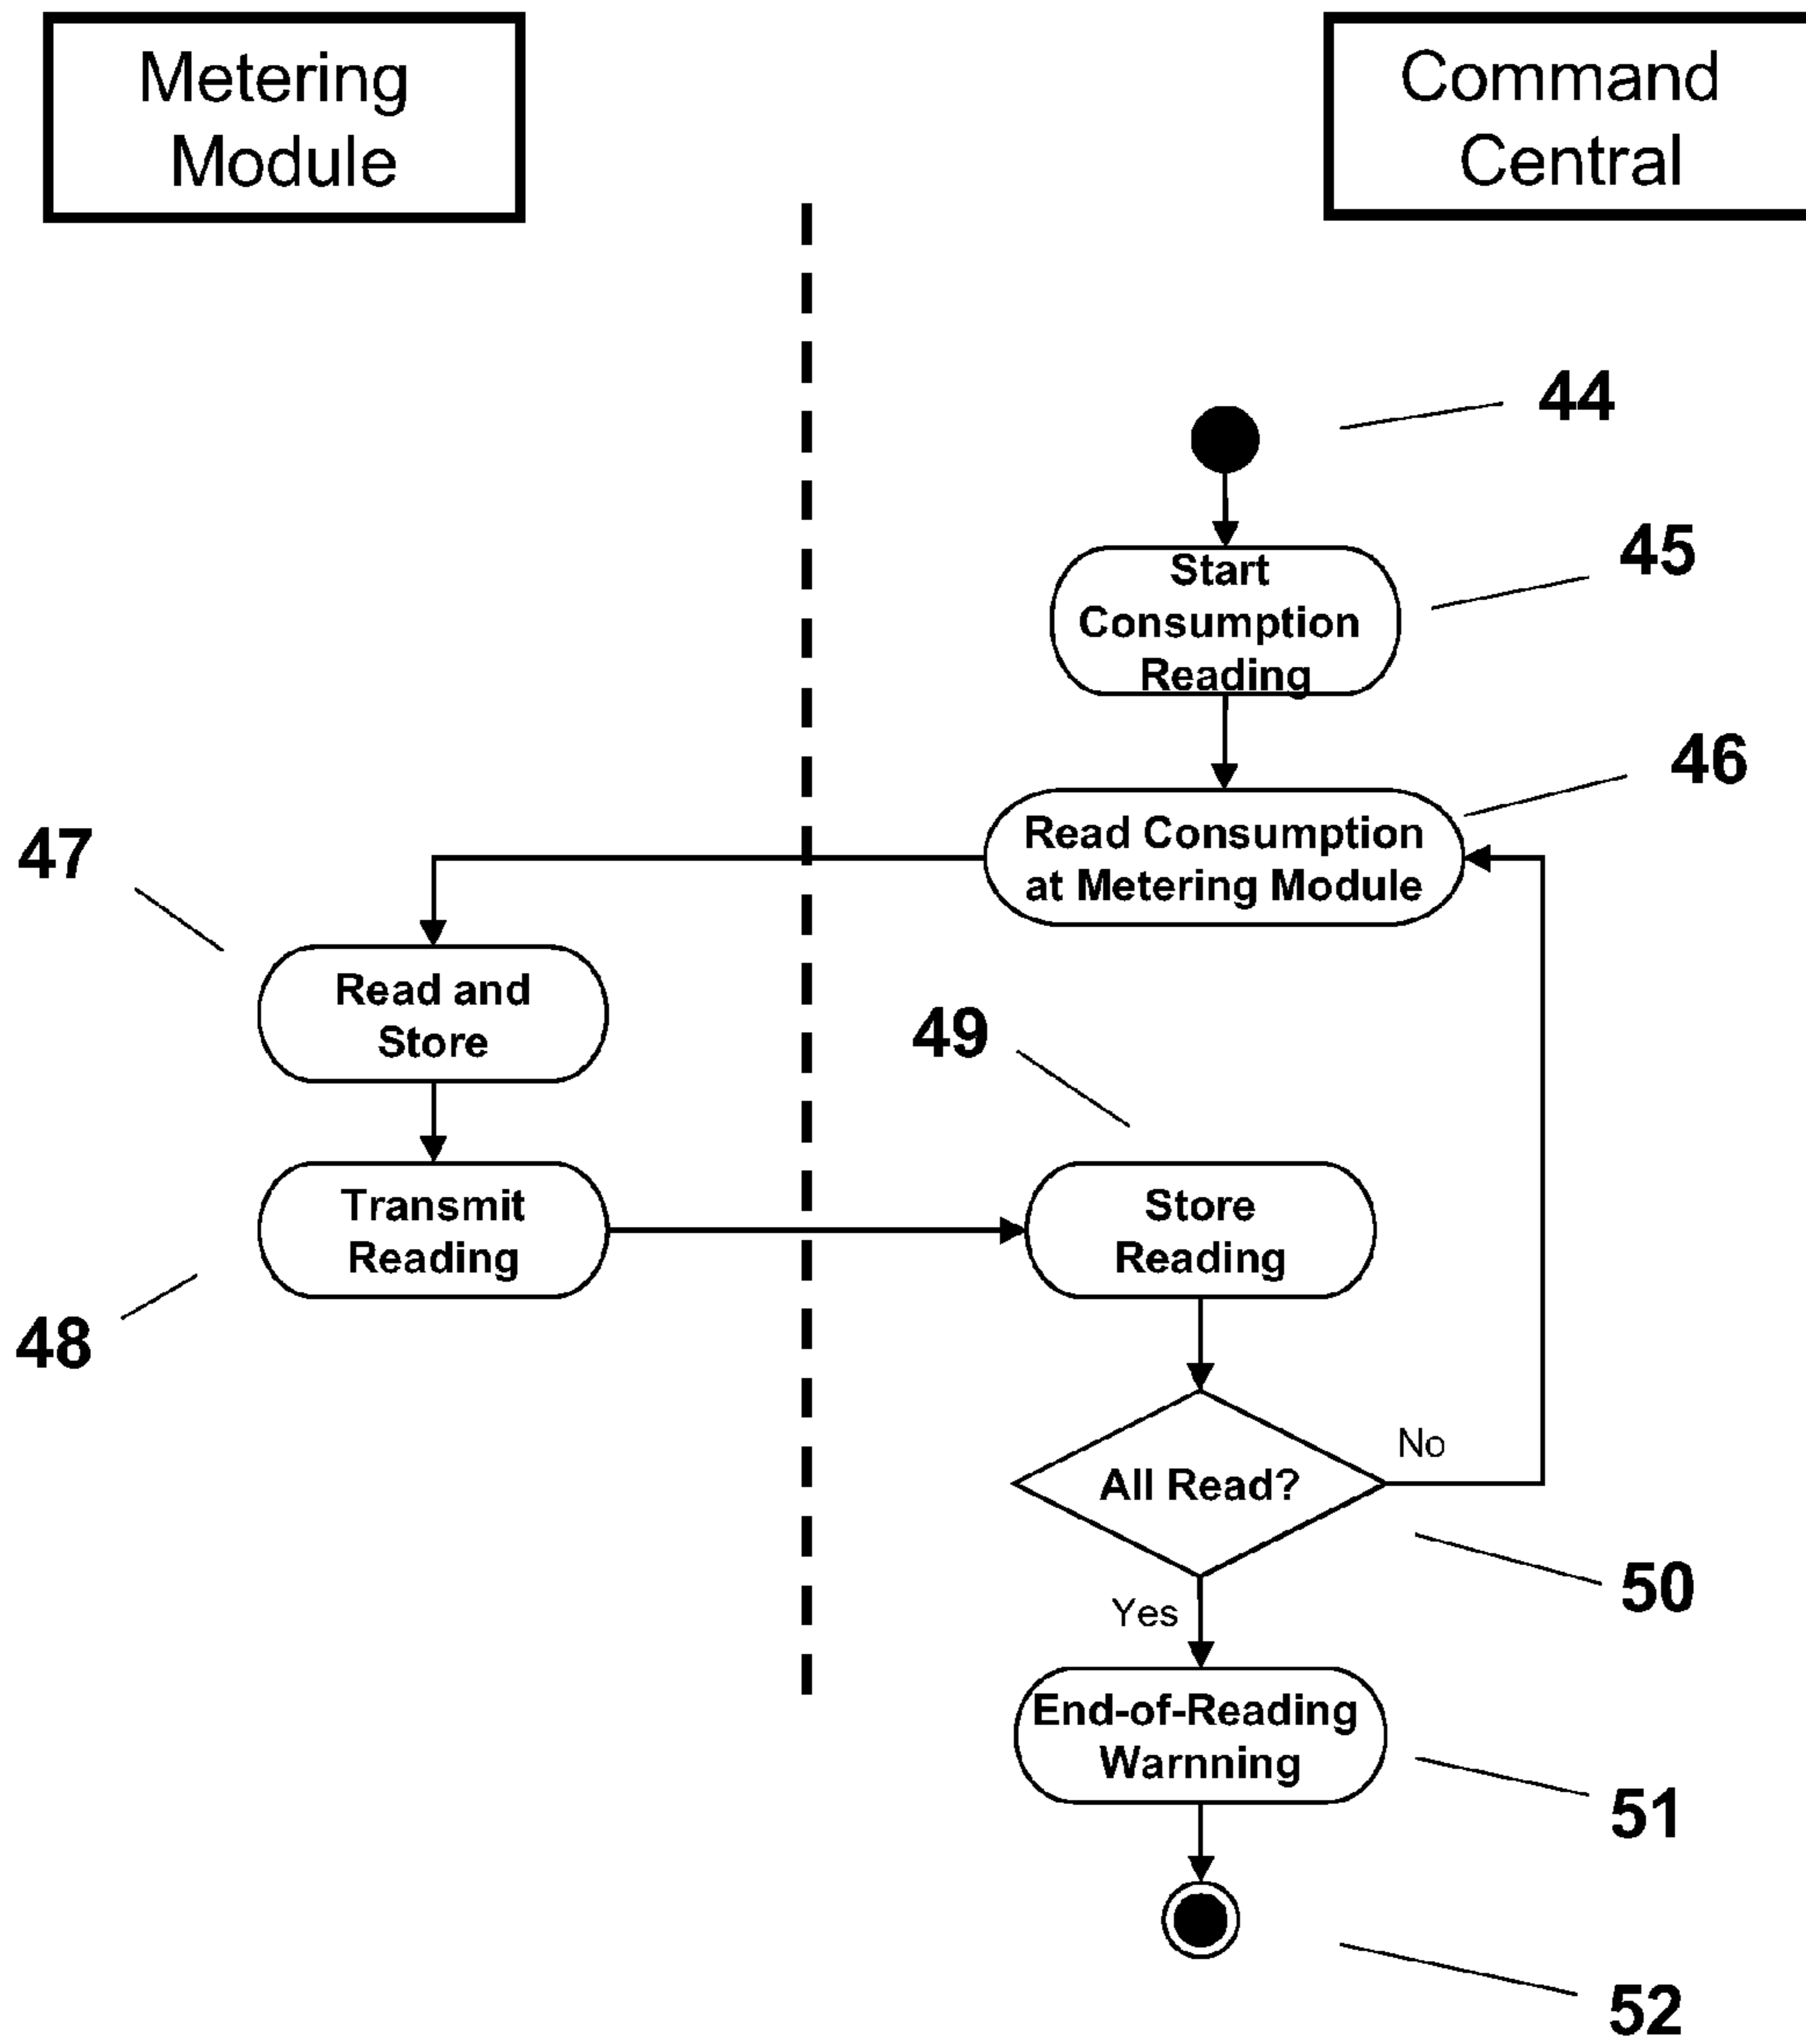 Metering
Module
Command
Central
44
45
Start
Consumption
Reading
46
Read Consumption
at Metering Module
47
Read and
Store
49
Transmit
Reading
Store
Reading
48
No
All Read?
50
Yes
End-of-Reading
Warnning
51
52